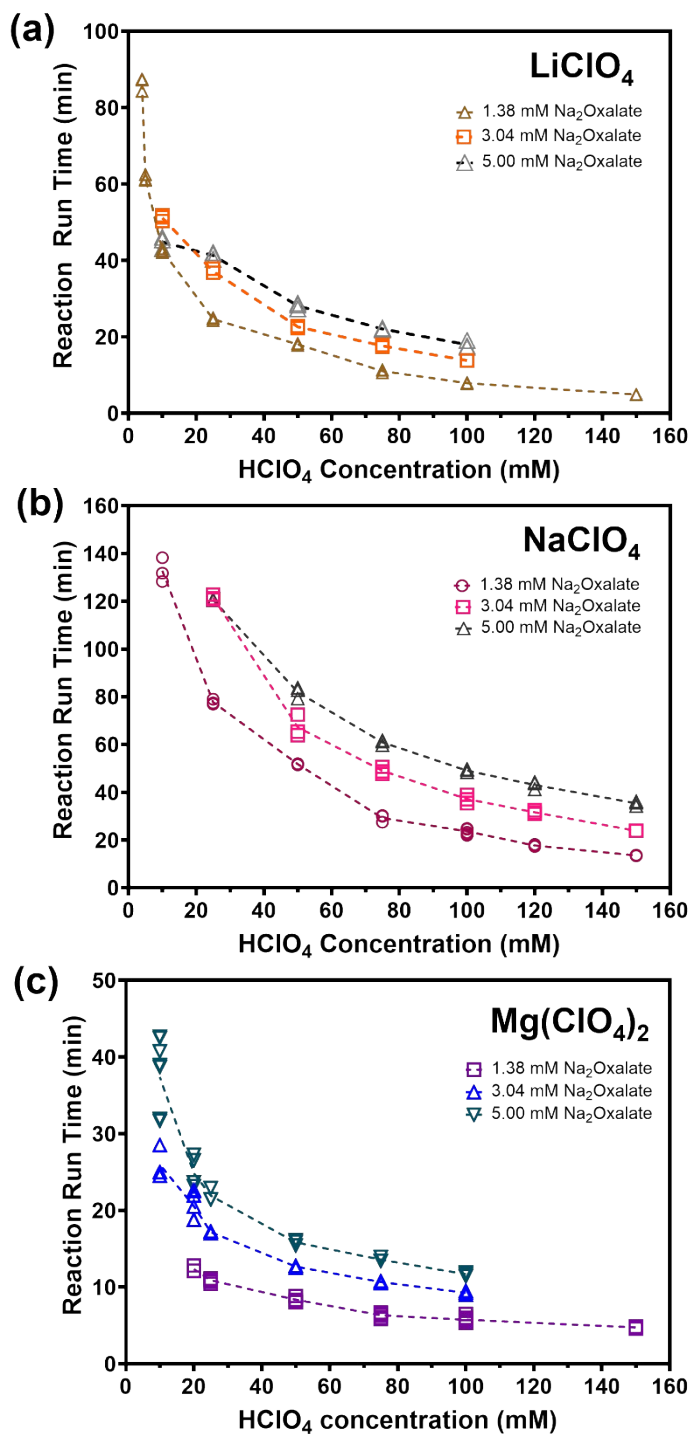 (a)
LiClO₄
1.38 mM Na₂Oxalate
3.04 mM Na₂Oxalate
5.00 mM Na₂Oxalate
Reaction Run Time (min)
100
80
60
40
20
0
0 20 40 60 80 100 120 140 160
HClO₄ Concentration (mM)
(b)
NaClO₄
1.38 mM Na₂Oxalate
3.04 mM Na₂Oxalate
5.00 mM Na₂Oxalate
Reaction Run Time (min)
160
140
120
100
80
60
40
20
0
0 20 40 60 80 100 120 140 160
HClO₄ Concentration (mM)
(c)
Mg(ClO₄)₂
1.38 mM Na₂Oxalate
3.04 mM Na₂Oxalate
5.00 mM Na₂Oxalate
Reaction Run Time (min)
50
40
30
20
10
0
0 20 40 60 80 100 120 140 160
HClO₄ concentration (mM)